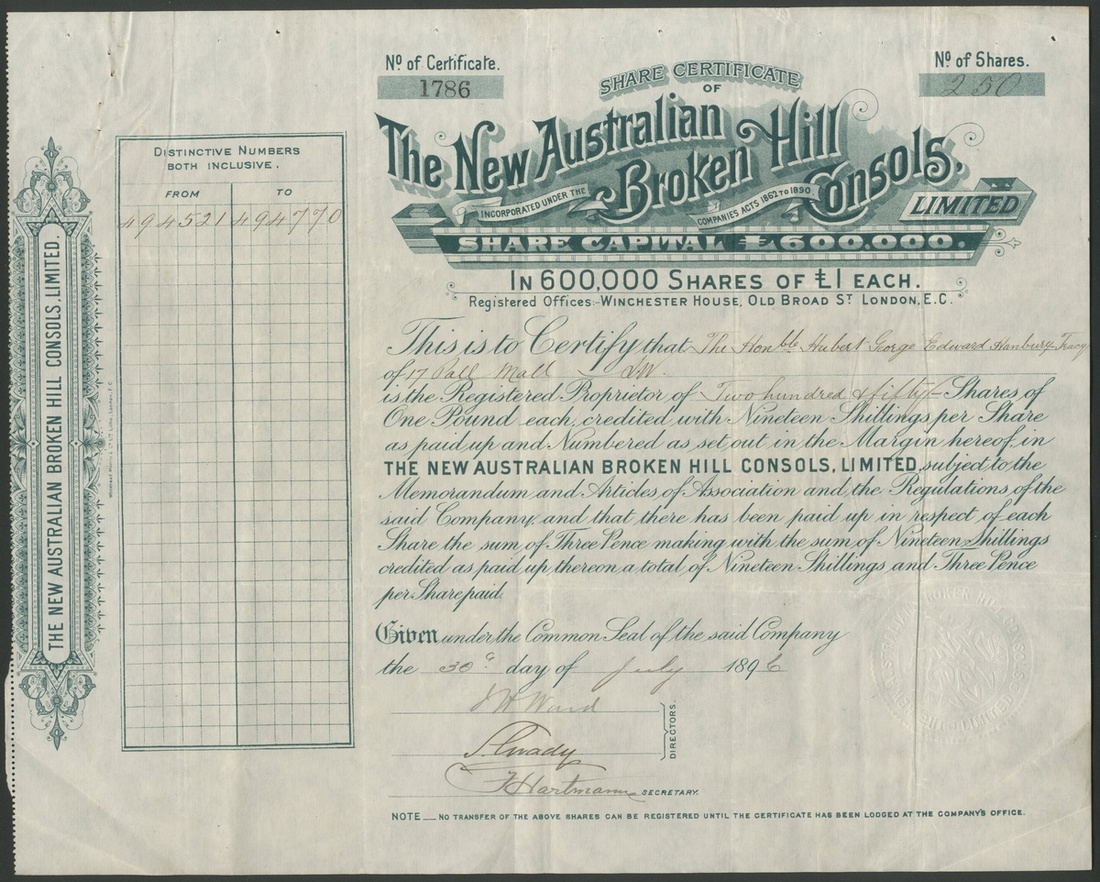 Nº of Certificate.
1786
Nº of Shares.
250
SHARE CERTIFICATE
OF
The New Australian
Broken Hill
Consols,
INCORPORATED UNDER THE
COMPANIES ACTS 1862 TO 1890
LIMITED
SHARE CAPITAL £600,000.
IN 600,000 SHARES OF £1 EACH.
Registered Offices:-WINCHESTER HOUSE, OLD BROAD ST LONDON, E.C.
DISTINCTIVE NUMBERS
BOTH INCLUSIVE.
FROM TO
494521 494770
THE NEW AUSTRALIAN BROKEN HILL CONSOLS, LIMITED.
This is to Certify that The Honble Hubert George Edward Hanbury Tracy
of 17 Pall Mall S.W.
is the Registered Proprietor of Two hundred & fifty Shares of
One Pound each, credited with Nineteen Shillings per Share
as paid up and Numbered as set out in the Margin hereof, in
THE NEW AUSTRALIAN BROKEN HILL CONSOLS, LIMITED, subject to the
Memorandum and Articles of Association and the Regulations of the
said Company and that there has been paid up in respect of each
Share the sum of Three Pence making with the sum of Nineteen Shillings
credited as paid up thereon a total of Nineteen Shillings and Three Pence
per Share paid.
Given under the Common Seal of the said Company
the 30th day of July 1896
J W Ward
DIRECTORS.
F Hartmann SECRETARY.
NOTE — NO TRANSFER OF THE ABOVE SHARES CAN BE REGISTERED UNTIL THE CERTIFICATE HAS BEEN LODGED AT THE COMPANY'S OFFICE.